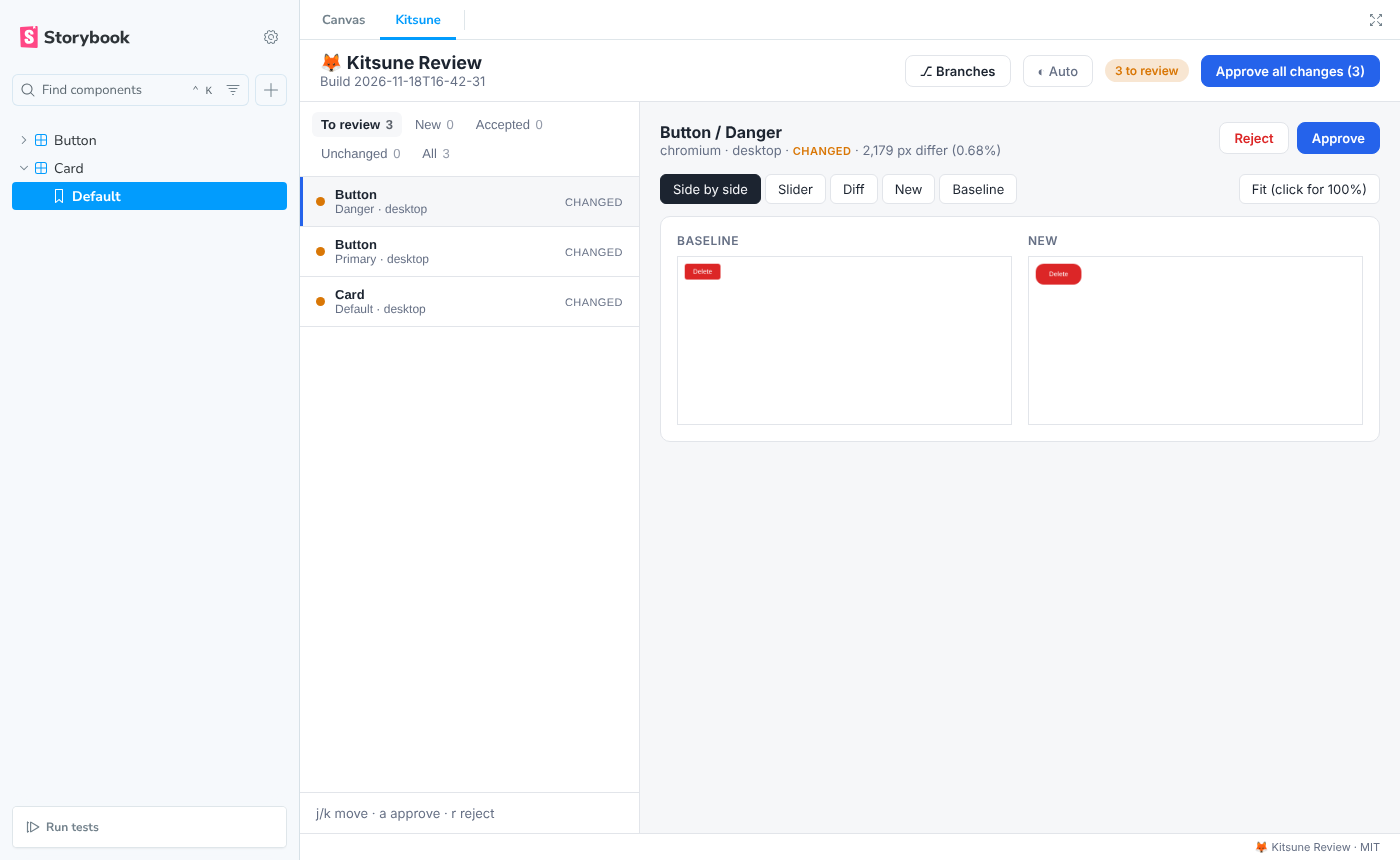 Storybook
Find components
^ K
Button
Card
Default
Run tests
Canvas
Kitsune
🦊 Kitsune Review
Build 2026-11-18T16-42-31
⎇ Branches
Auto
3 to review
Approve all changes (3)
To review 3
New 0
Accepted 0
Unchanged 0
All 3
Button
Danger · desktop
CHANGED
Button
Primary · desktop
CHANGED
Card
Default · desktop
CHANGED
j/k move · a approve · r reject
Button / Danger
chromium · desktop · CHANGED · 2,179 px differ (0.68%)
Reject
Approve
Side by side
Slider
Diff
New
Baseline
Fit (click for 100%)
BASELINE
NEW
Delete
Delete
🦊 Kitsune Review · MIT